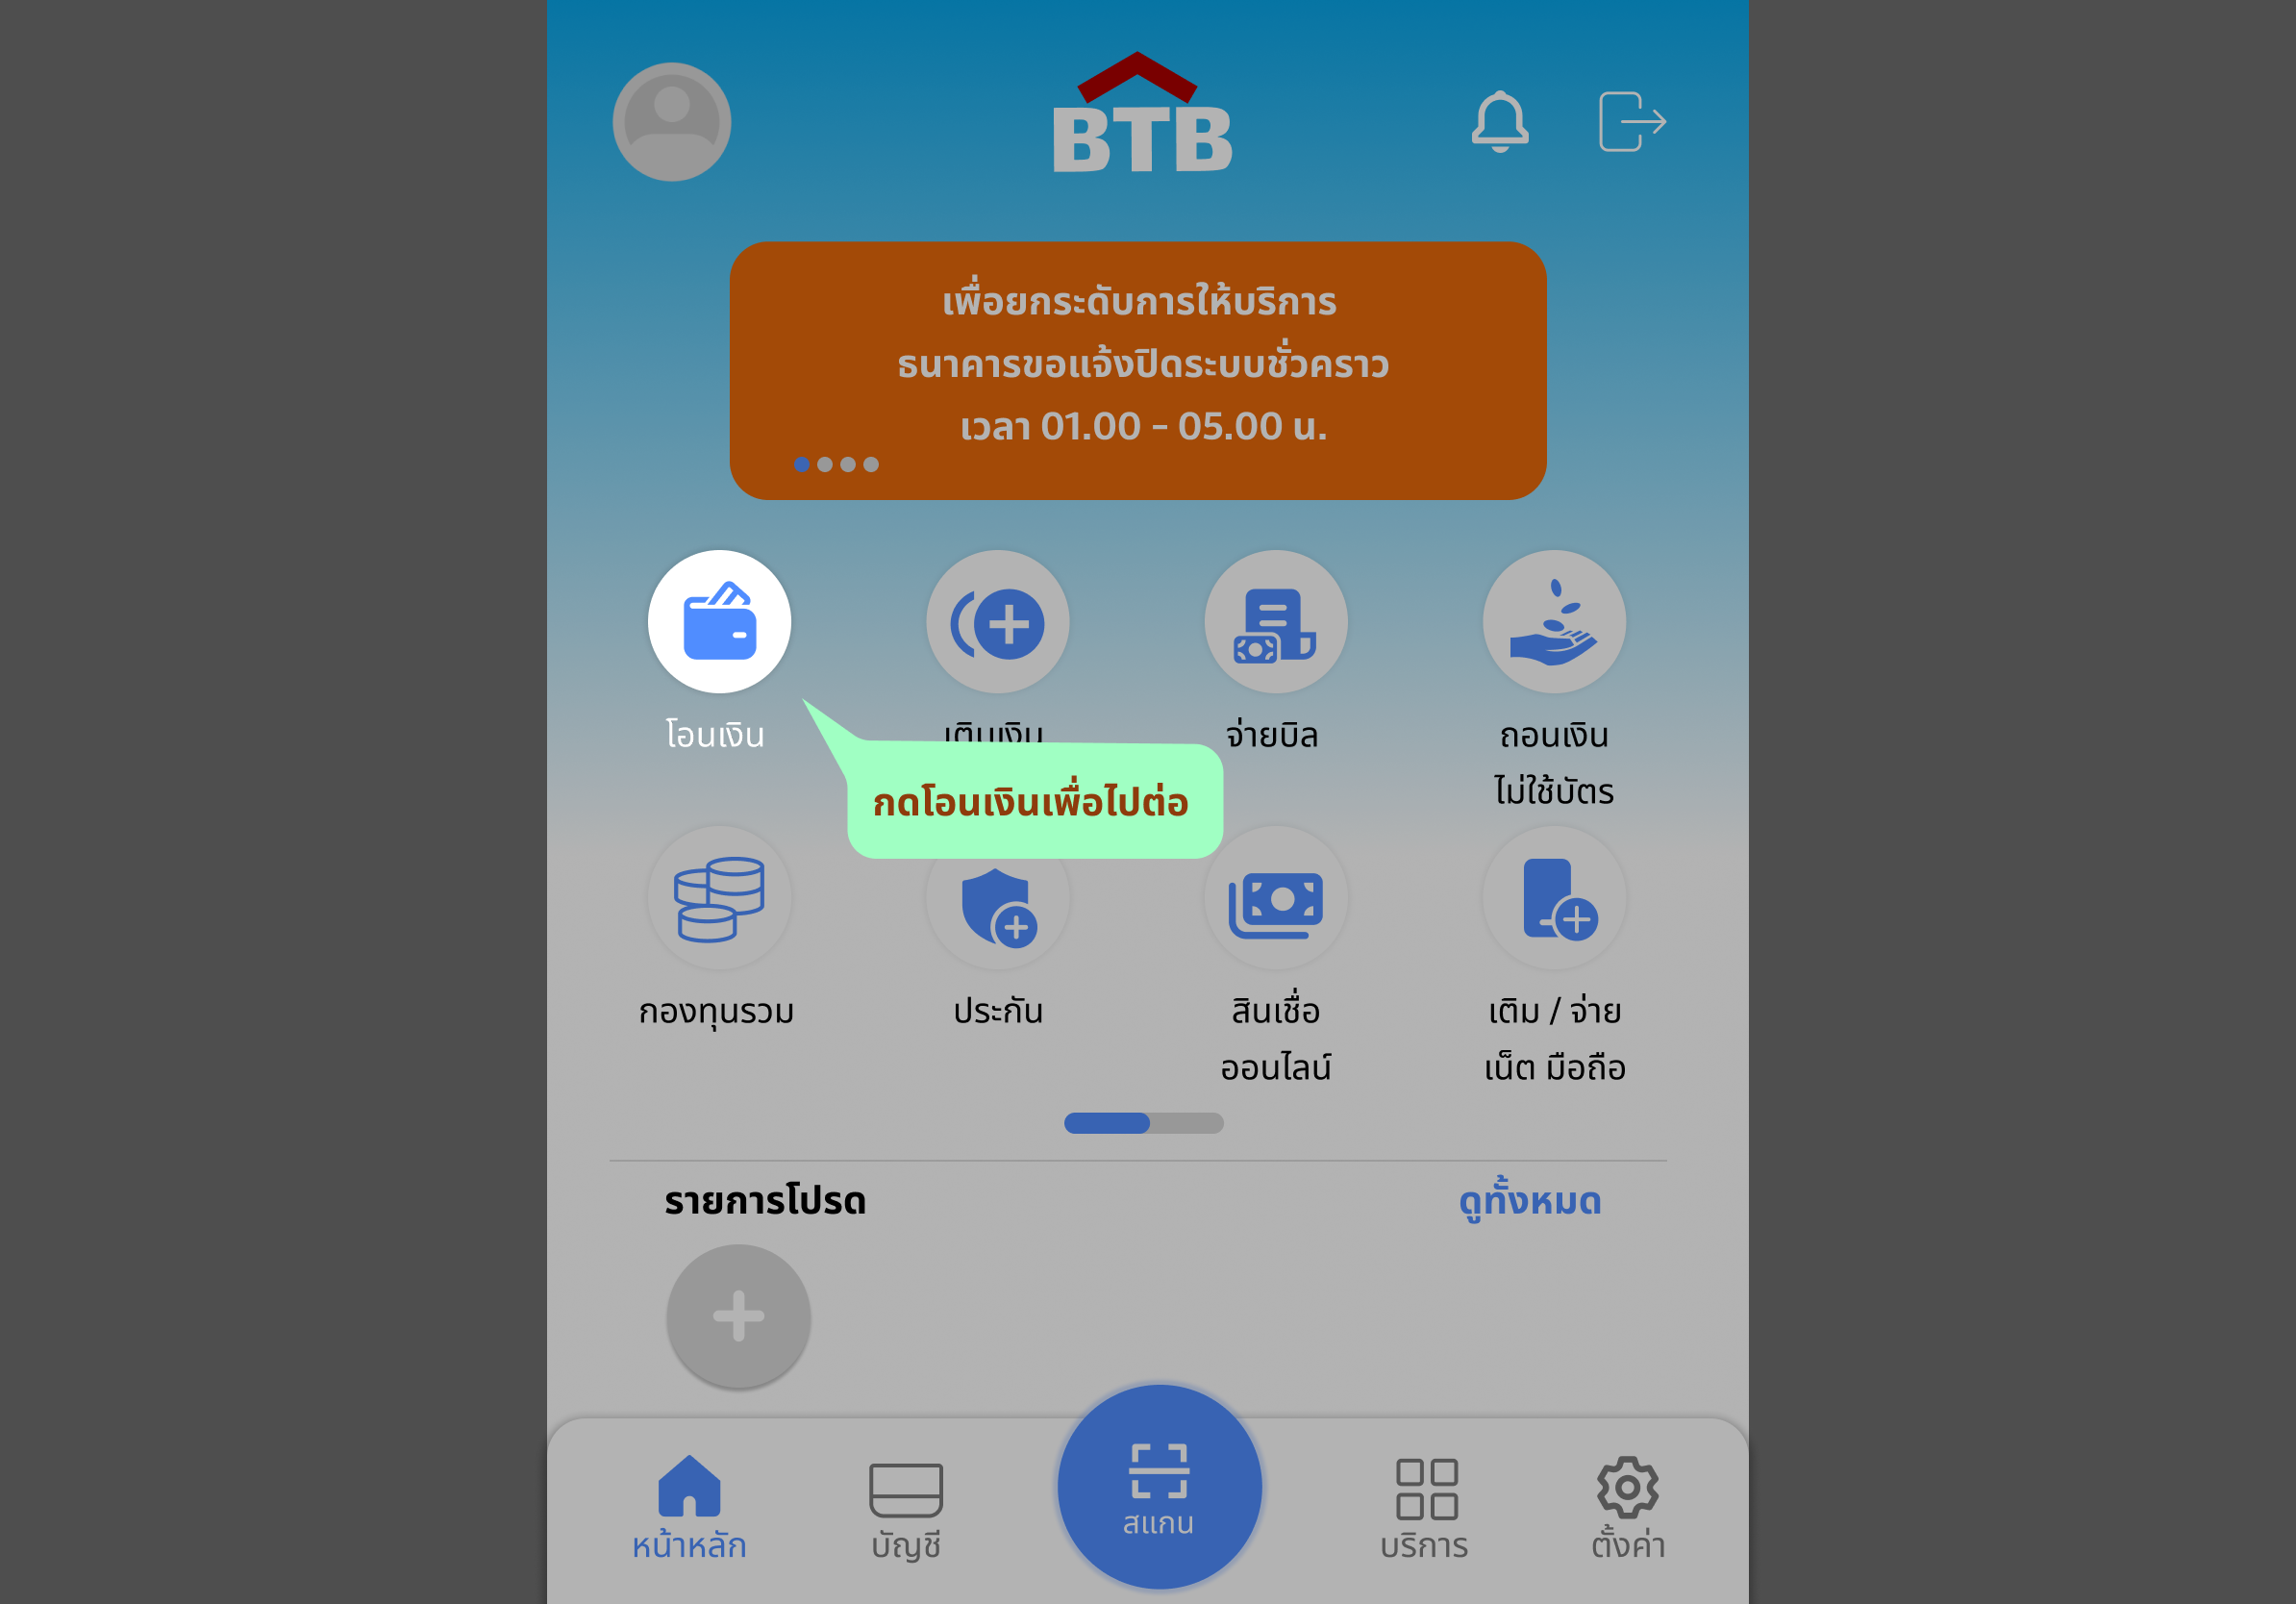 BTB
เพื่อยกระดับการให้บริการ
ธนาคารขอแจ้งปิดระบบชั่วคราว
เวลา 01.00 - 05.00 น.
โอนเงิน
เติมเงิน
จ่ายบิล
ถอนเงิน
ไม่ใช้บัตร
กดโอนเงินเพื่อไปต่อ
กองทุนรวม
ประกัน
สินเชื่อ
ออนไลน์
เติม / จ่าย
เน็ต มือถือ
รายการโปรด
ดูทั้งหมด
หน้าหลัก
บัญชี
สแกน
บริการ
ตั้งค่า